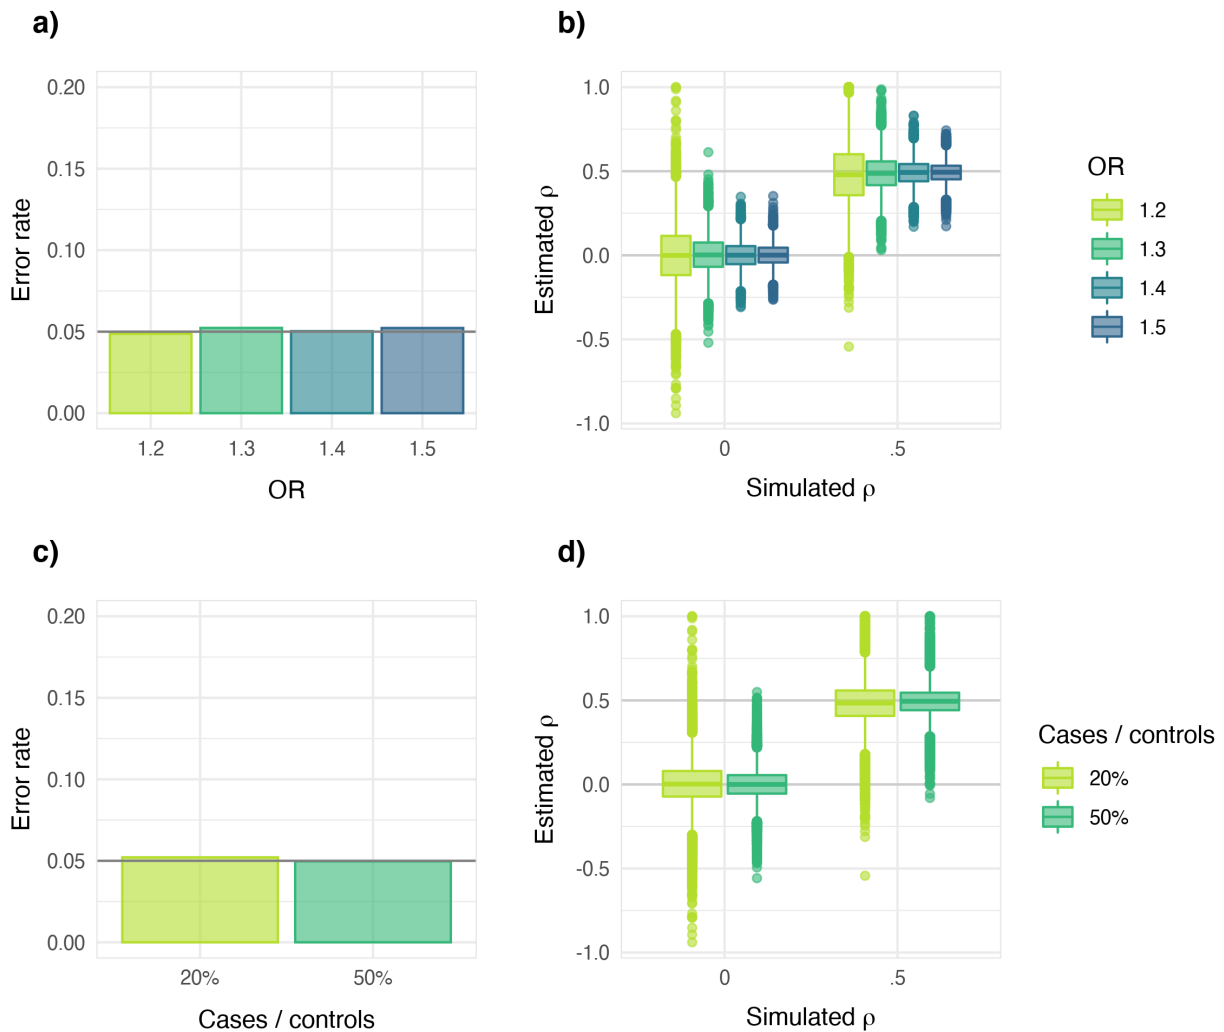 a)
0.20
0.15
0.10
0.05
0.00
Error rate
1.2 1.3 1.4 1.5
OR
b)
1.0
0.5
0.0
-0.5
-1.0
Estimated ρ
0 .5
Simulated ρ
OR
1.2
1.3
1.4
1.5
c)
0.20
0.15
0.10
0.05
0.00
Error rate
20% 50%
Cases / controls
d)
1.0
0.5
0.0
-0.5
-1.0
Estimated ρ
0 .5
Simulated ρ
Cases / controls
20%
50%